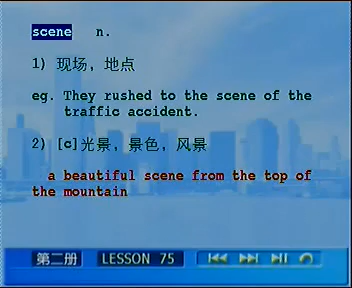 scene n.
1) 现场，地点
eg. They rushed to the scene of the
traffic accident.
2) [c]光景，景色，风景
a beautiful scene from the top of
the mountain
第二册 LESSON 75